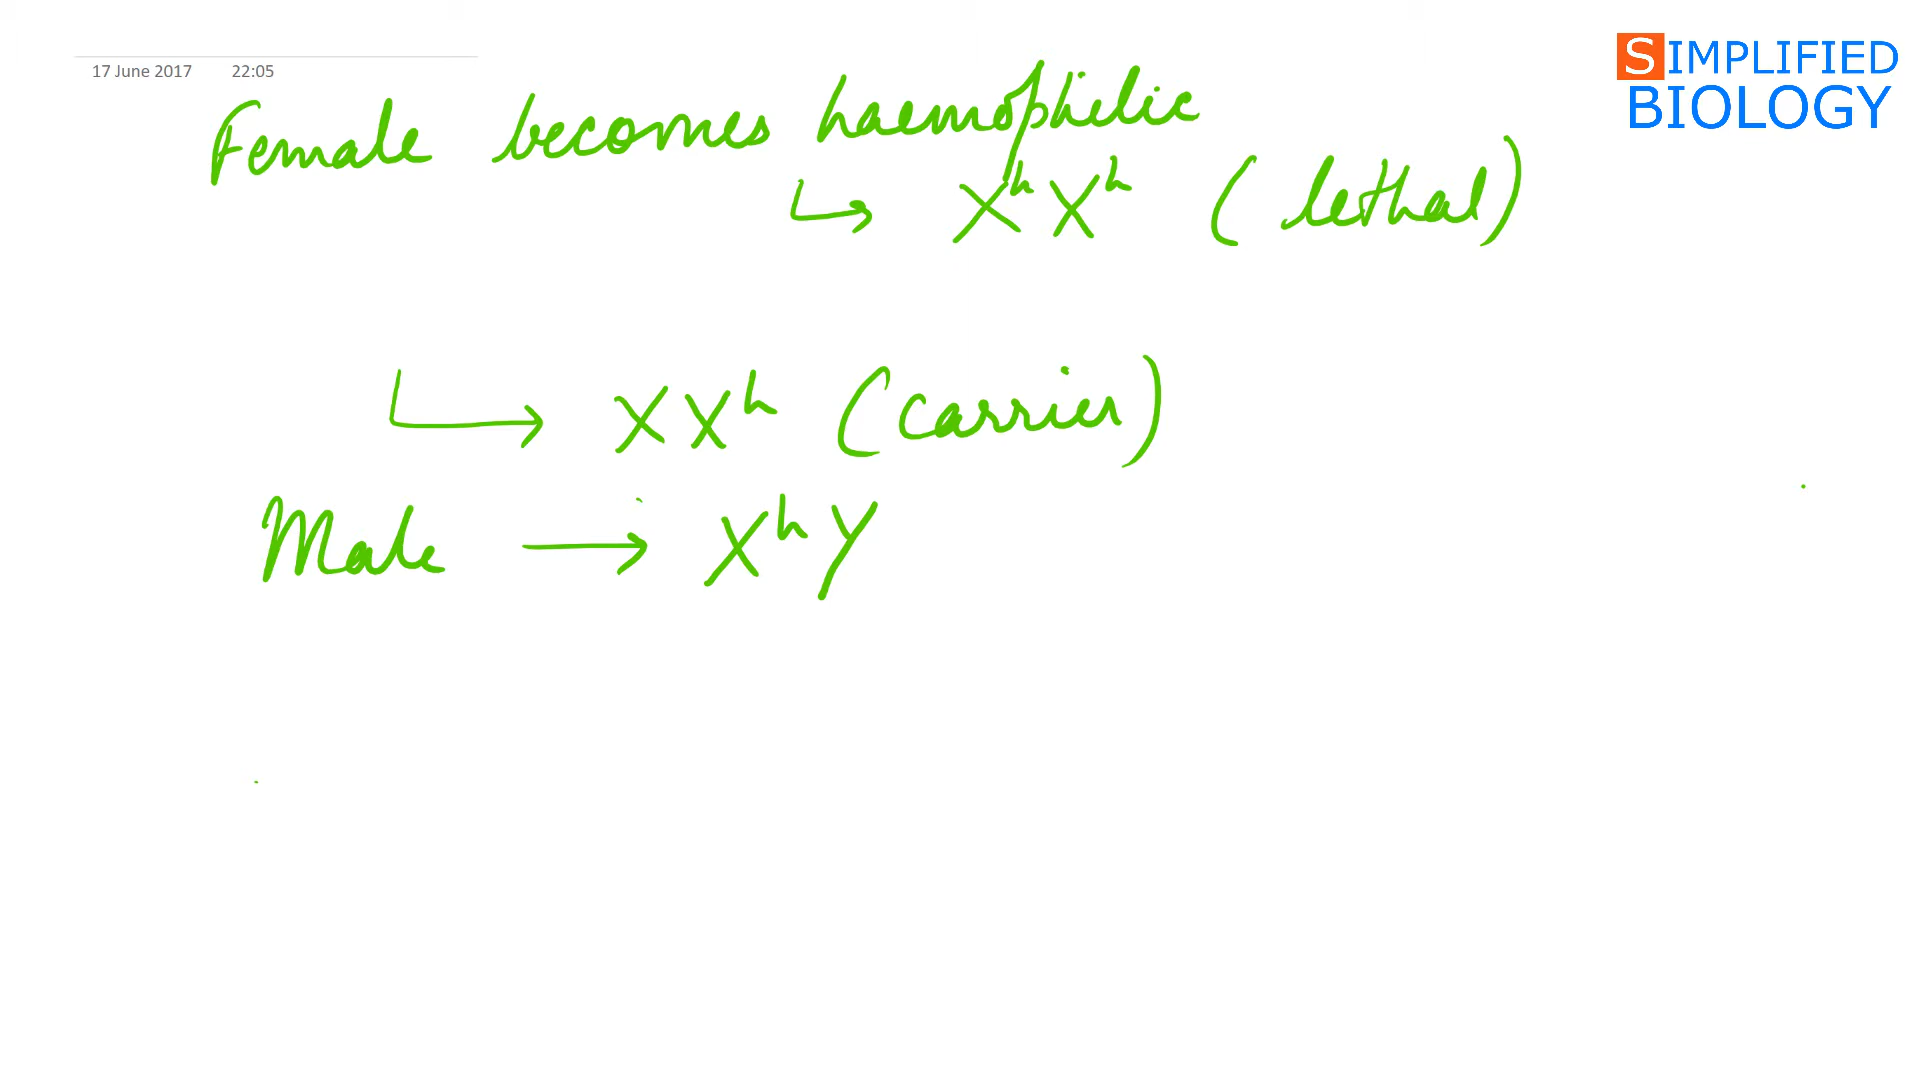 17 June 2017 22:05
SIMPLIFIED
BIOLOGY
Female becomes haemophilic
↳ XʰXʰ (lethal)
↳ XXʰ (carrier)
Male → XʰY